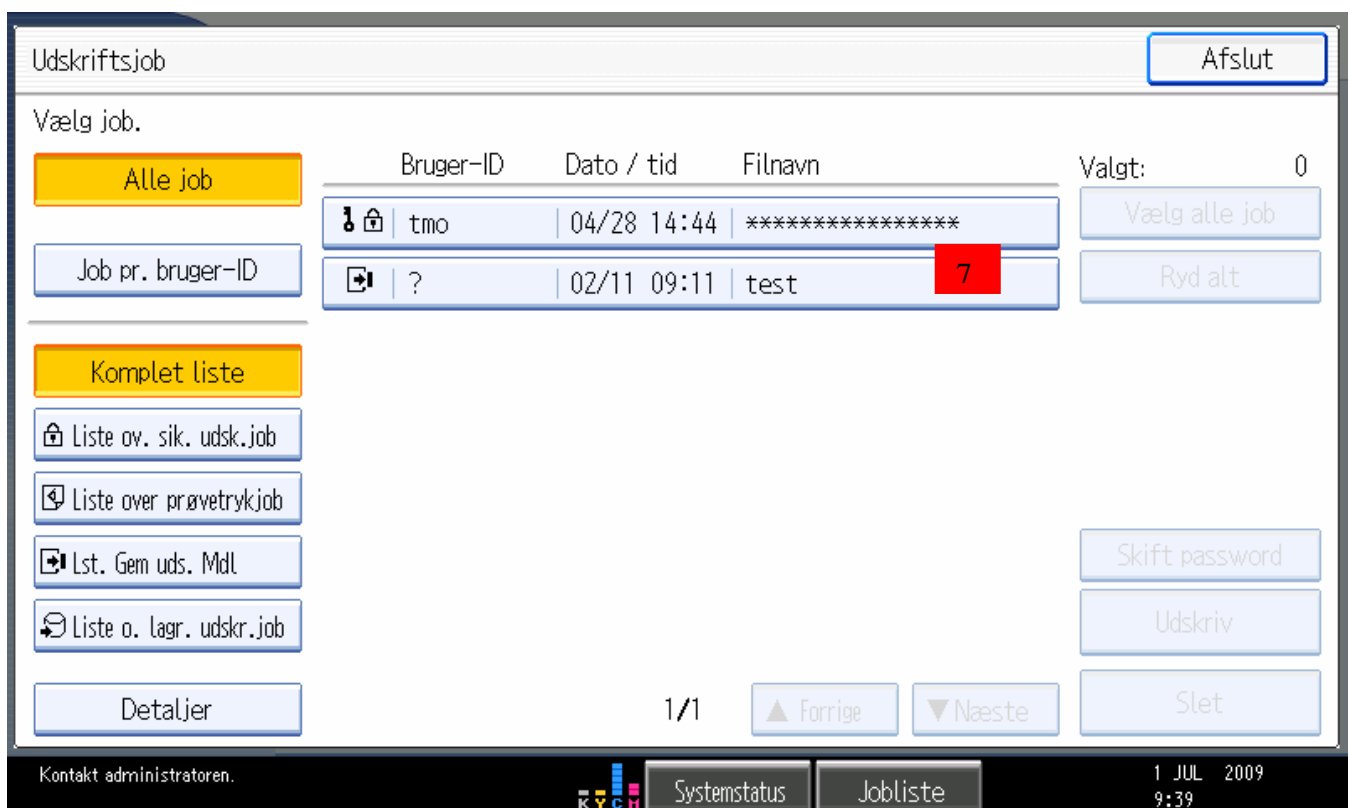 Udskriftsjob
Afslut
Vælg job.
Alle job
Job pr. bruger-ID
Komplet liste
Liste ov. sik. udsk.job
Liste over prøvetrykjob
Lst. Gem uds. Mdl
Liste o. lagr. udskr.job
Detaljer
Bruger-ID Dato / tid Filnavn
tmo 04/28 14:44 ****************
? 02/11 09:11 test 7
1/1 ▲ Forrige ▼ Næste
Valgt: 0
Vælg alle job
Ryd alt
Skift password
Udskriv
Slet
Kontakt administratoren.
K Y C M
Systemstatus
Jobliste
1 JUL 2009
9:39